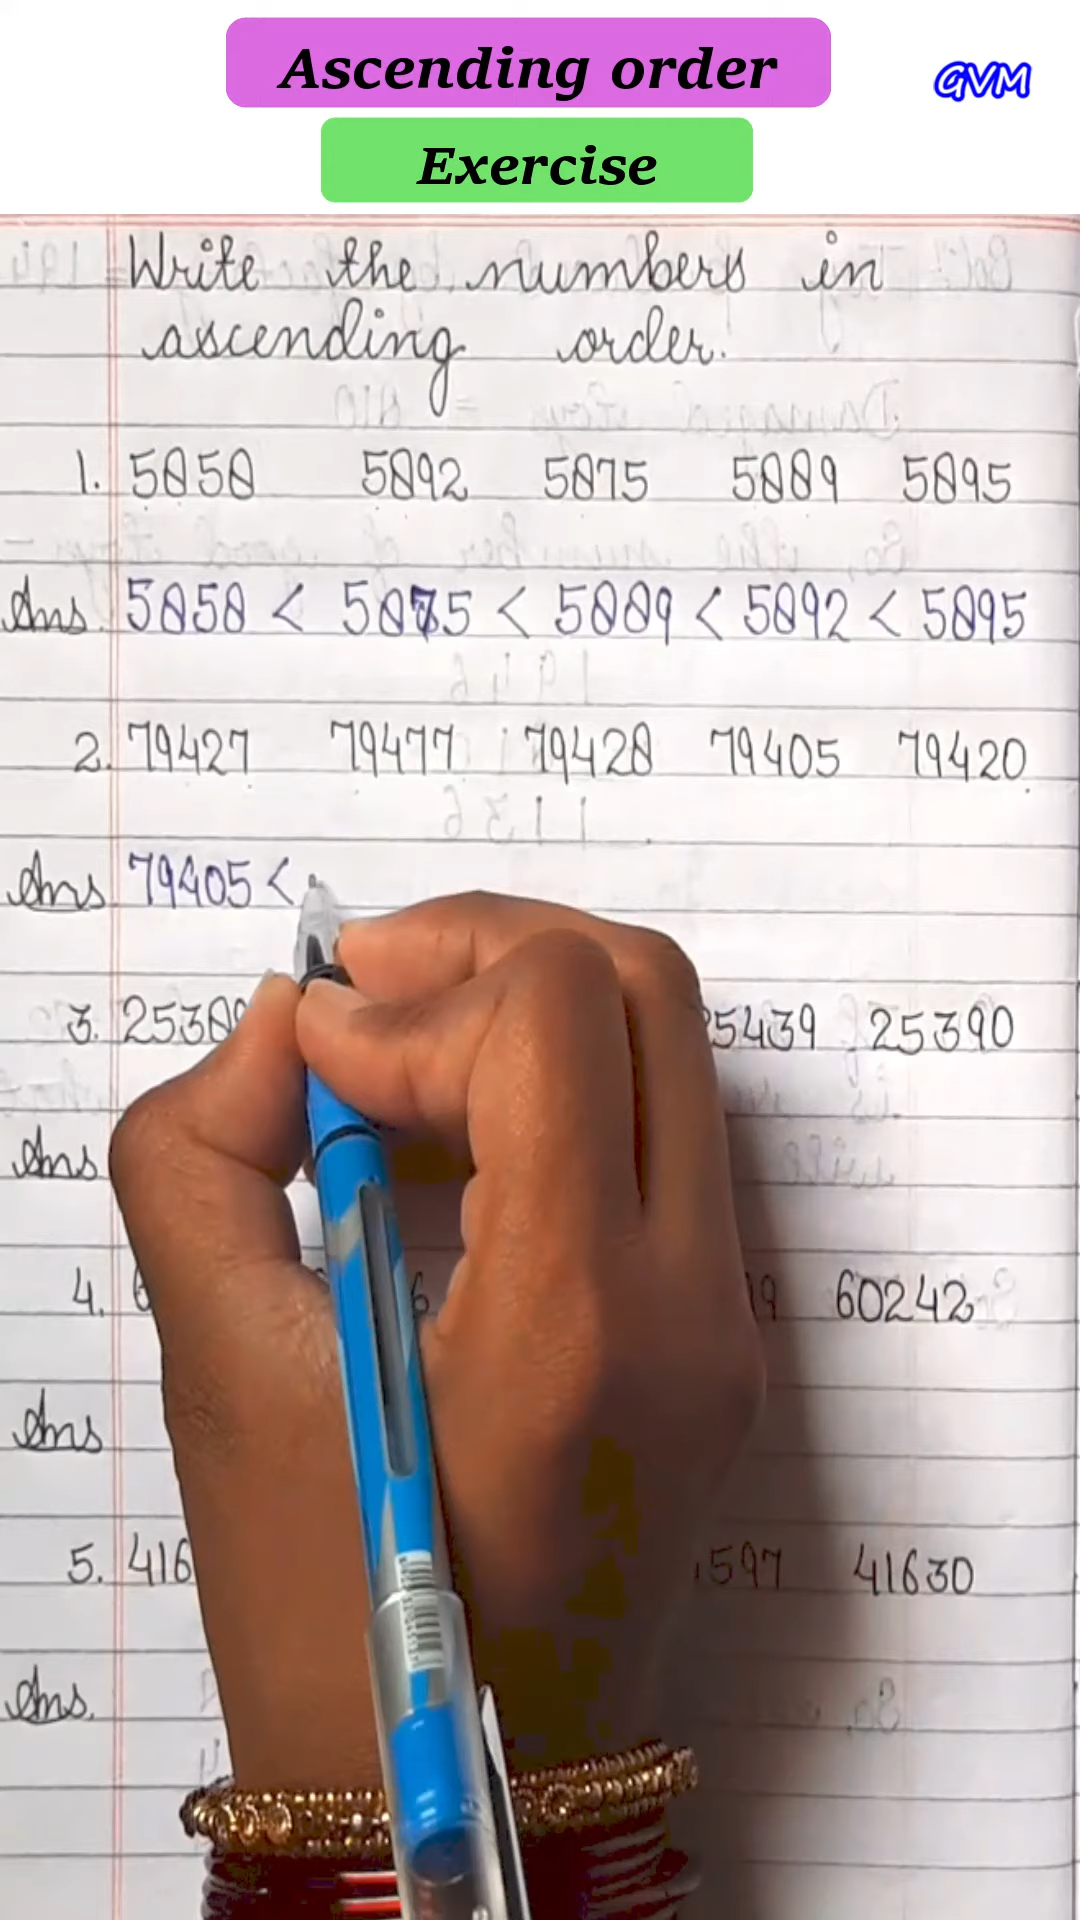 Ascending order
GVM
Exercise
Write the numbers in
ascending order.
1. 5858 5892 5875 5889 5895
Ans. 5858 < 5875 < 5889 < 5892 < 5895
2. 79427 79477 79428 79405 79420
Ans 79405 <
3. 25439 25390
Ans
4. 60242
Ans
5. 41630
Ans.